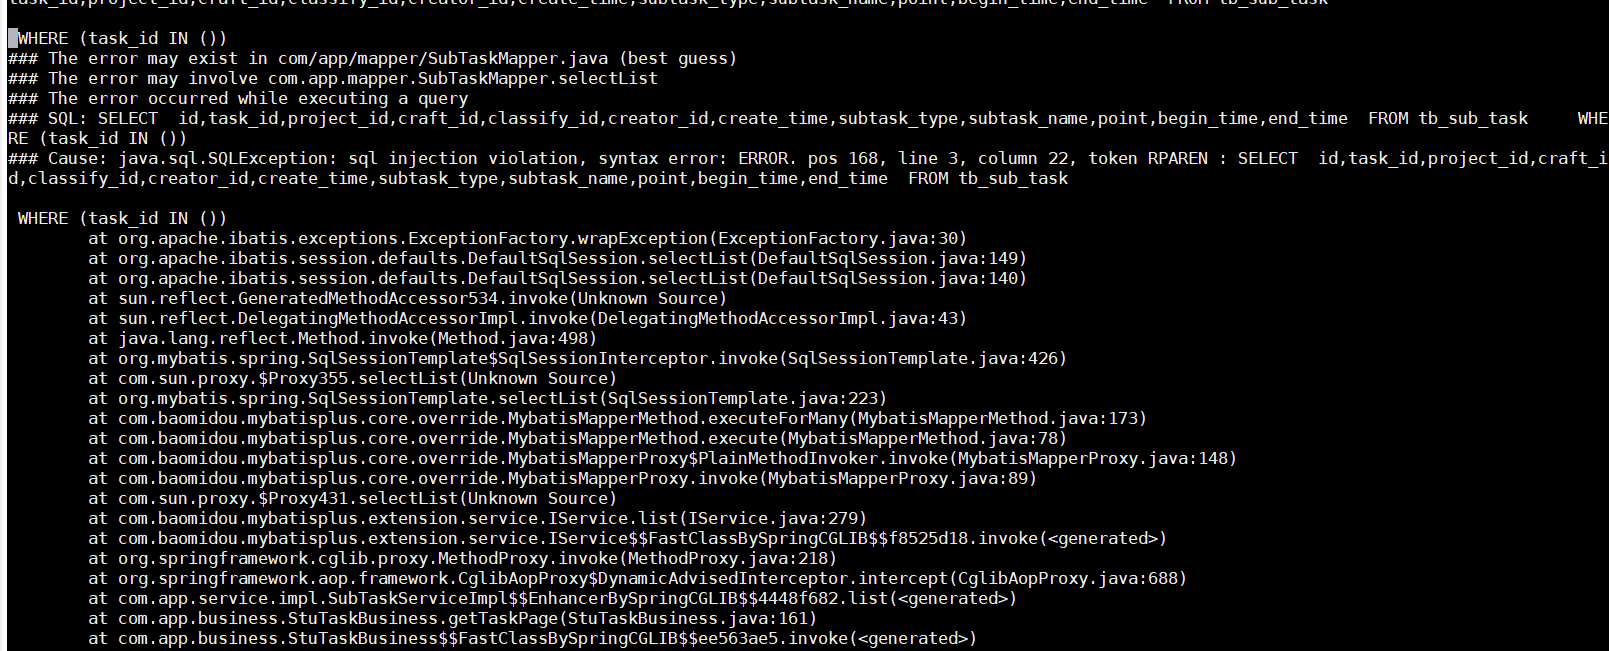 task_id,project_id,craft_id,classify_id,creator_id,create_time,subtask_type,subtask_name,point,begin_time,end_time  FROM tb_sub_task
WHERE (task_id IN ())
### The error may exist in com/app/mapper/SubTaskMapper.java (best guess)
### The error may involve com.app.mapper.SubTaskMapper.selectList
### The error occurred while executing a query
### SQL: SELECT  id,task_id,project_id,craft_id,classify_id,creator_id,create_time,subtask_type,subtask_name,point,begin_time,end_time  FROM tb_sub_task     WHE
RE (task_id IN ())
### Cause: java.sql.SQLException: sql injection violation, syntax error: ERROR. pos 168, line 3, column 22, token RPAREN : SELECT  id,task_id,project_id,craft_i
d,classify_id,creator_id,create_time,subtask_type,subtask_name,point,begin_time,end_time  FROM tb_sub_task
WHERE (task_id IN ())
at org.apache.ibatis.exceptions.ExceptionFactory.wrapException(ExceptionFactory.java:30)
at org.apache.ibatis.session.defaults.DefaultSqlSession.selectList(DefaultSqlSession.java:149)
at org.apache.ibatis.session.defaults.DefaultSqlSession.selectList(DefaultSqlSession.java:140)
at sun.reflect.GeneratedMethodAccessor534.invoke(Unknown Source)
at sun.reflect.DelegatingMethodAccessorImpl.invoke(DelegatingMethodAccessorImpl.java:43)
at java.lang.reflect.Method.invoke(Method.java:498)
at org.mybatis.spring.SqlSessionTemplate$SqlSessionInterceptor.invoke(SqlSessionTemplate.java:426)
at com.sun.proxy.$Proxy355.selectList(Unknown Source)
at org.mybatis.spring.SqlSessionTemplate.selectList(SqlSessionTemplate.java:223)
at com.baomidou.mybatisplus.core.override.MybatisMapperMethod.executeForMany(MybatisMapperMethod.java:173)
at com.baomidou.mybatisplus.core.override.MybatisMapperMethod.execute(MybatisMapperMethod.java:78)
at com.baomidou.mybatisplus.core.override.MybatisMapperProxy$PlainMethodInvoker.invoke(MybatisMapperProxy.java:148)
at com.baomidou.mybatisplus.core.override.MybatisMapperProxy.invoke(MybatisMapperProxy.java:89)
at com.sun.proxy.$Proxy431.selectList(Unknown Source)
at com.baomidou.mybatisplus.extension.service.IService.list(IService.java:279)
at com.baomidou.mybatisplus.extension.service.IService$$FastClassBySpringCGLIB$$f8525d18.invoke(<generated>)
at org.springframework.cglib.proxy.MethodProxy.invoke(MethodProxy.java:218)
at org.springframework.aop.framework.CglibAopProxy$DynamicAdvisedInterceptor.intercept(CglibAopProxy.java:688)
at com.app.service.impl.SubTaskServiceImpl$$EnhancerBySpringCGLIB$$4448f682.list(<generated>)
at com.app.business.StuTaskBusiness.getTaskPage(StuTaskBusiness.java:161)
at com.app.business.StuTaskBusiness$$FastClassBySpringCGLIB$$ee563ae5.invoke(<generated>)